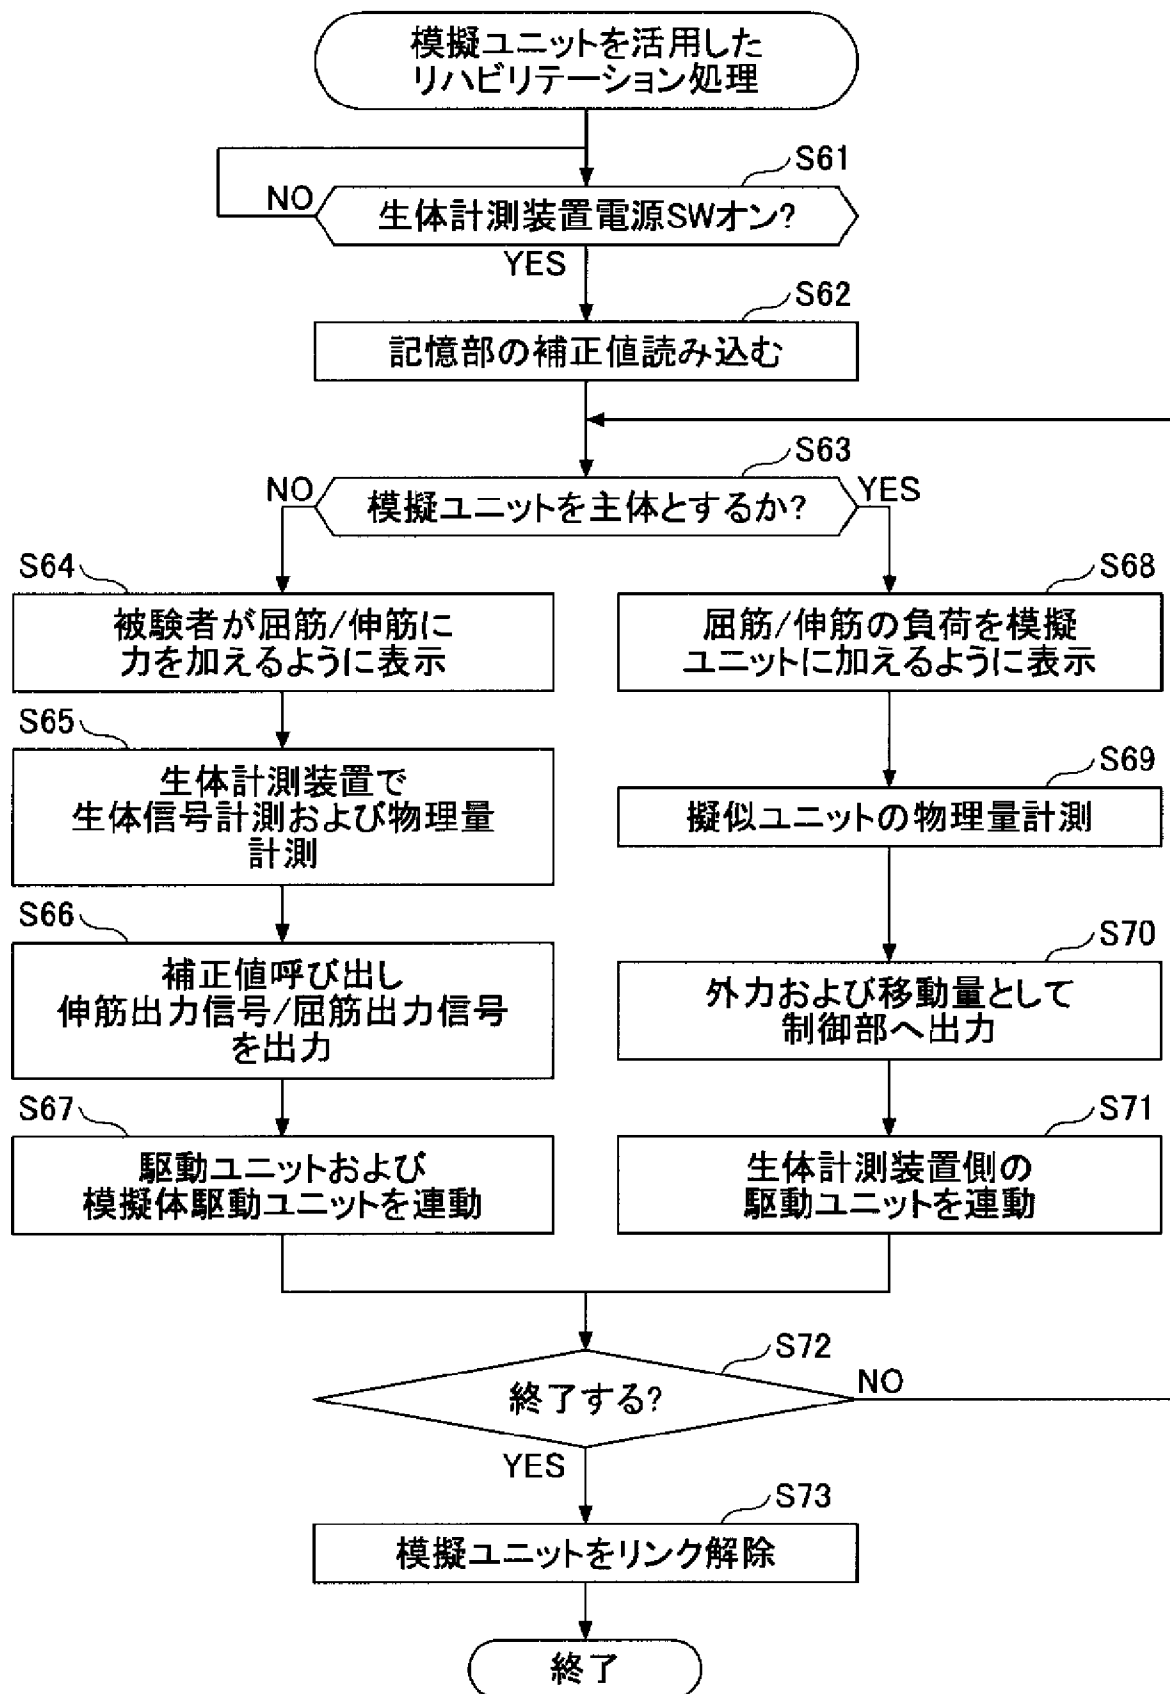 模擬ユニットを活用した
リハビリテーション処理
S61
NO
生体計測装置電源SWオン?
YES
S62
記憶部の補正値読み込む
S63
NO
模擬ユニットを主体とするか?
YES
S64
被験者が屈筋/伸筋に
力を加えるように表示
S65
生体計測装置で
生体信号計測および物理量
計測
S66
補正値呼び出し
伸筋出力信号/屈筋出力信号
を出力
S67
駆動ユニットおよび
模擬体駆動ユニットを連動
S68
屈筋/伸筋の負荷を模擬
ユニットに加えるように表示
S69
擬似ユニットの物理量計測
S70
外力および移動量として
制御部へ出力
S71
生体計測装置側の
駆動ユニットを連動
S72
終了する?
NO
YES
S73
模擬ユニットをリンク解除
終了